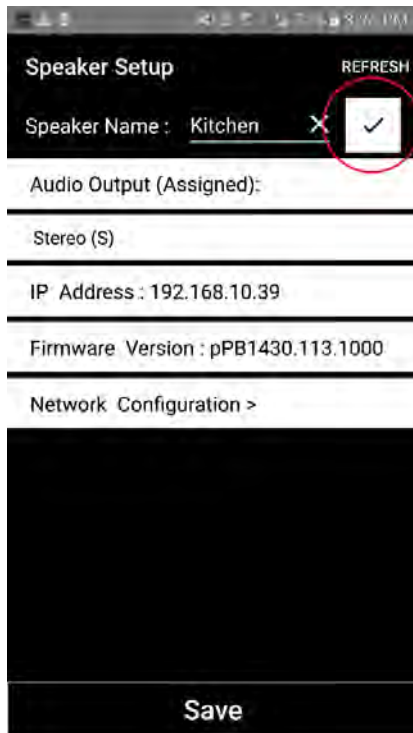 Speaker Setup
REFRESH
Speaker Name : Kitchen
Audio Output (Assigned):
Stereo (S)
IP Address : 192.168.10.39
Firmware Version : pPB1430.113.1000
Network Configuration >
Save